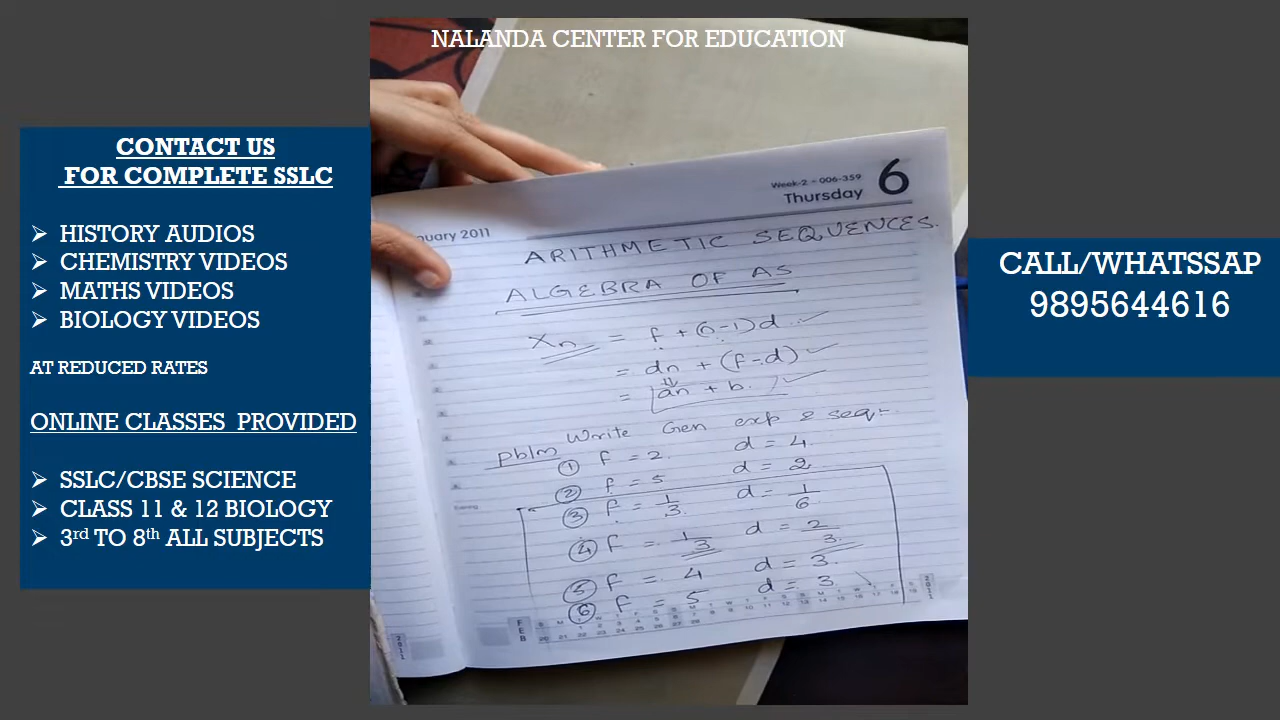 NALANDA CENTER FOR EDUCATION
CONTACT US
FOR COMPLETE SSLC
➢ HISTORY AUDIOS
➢ CHEMISTRY VIDEOS
➢ MATHS VIDEOS
➢ BIOLOGY VIDEOS
AT REDUCED RATES
ONLINE CLASSES PROVIDED
➢ SSLC/CBSE SCIENCE
➢ CLASS 11 & 12 BIOLOGY
➢ 3rd TO 8th ALL SUBJECTS
Week-2 - 006-359
Thursday 6
nuary 2011
ARITHMETIC SEQUENCES.
ALGEBRA OF AS
Xn = f + (n-1)d ✓
= dn + (f-d) ✓
= an + b. ✓
pblm Write Gen exp & seq:-
① f = 2. d = 4
② f = 5 d = 2
③ f = 1/3 d = 1/6
④ f = 1/3 d = 2/3
⑤ f = 4 d = 3.
⑥ f = 5 d = 3
FEB
2011
2011
CALL/WHATSSAP
9895644616